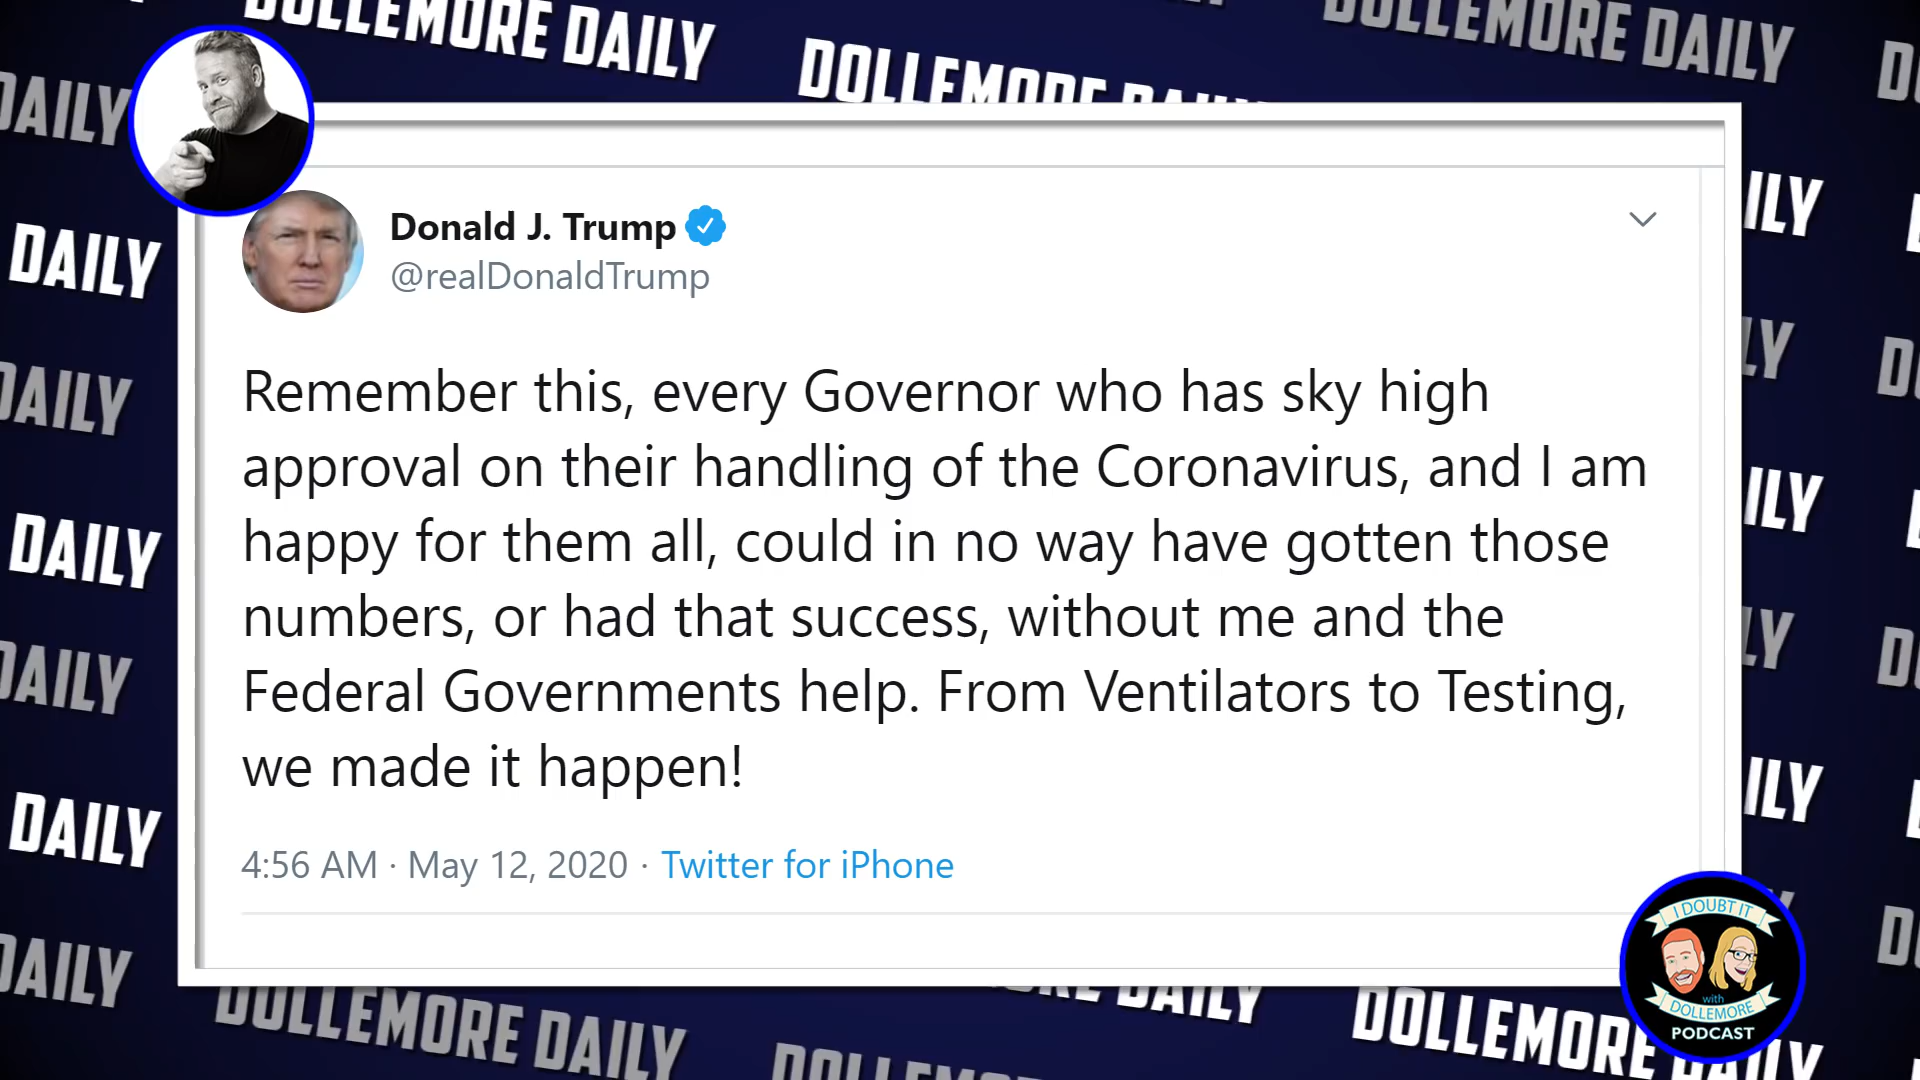 DOLLEMORE DAILY
DOLLEMORE DAILY
DOLLEMORE DAILY
DAILY
Donald J. Trump
@realDonaldTrump
Remember this, every Governor who has sky high
approval on their handling of the Coronavirus, and I am
happy for them all, could in no way have gotten those
numbers, or had that success, without me and the
Federal Governments help. From Ventilators to Testing,
we made it happen!
4:56 AM · May 12, 2020 · Twitter for iPhone
DAILY
DAILY
DAILY
DAILY
DAILY
DAILY
I DOUBT IT
with
DOLLEMORE
PODCAST
DOLLEMORE DAILY
DAILY
DOLLEMORE